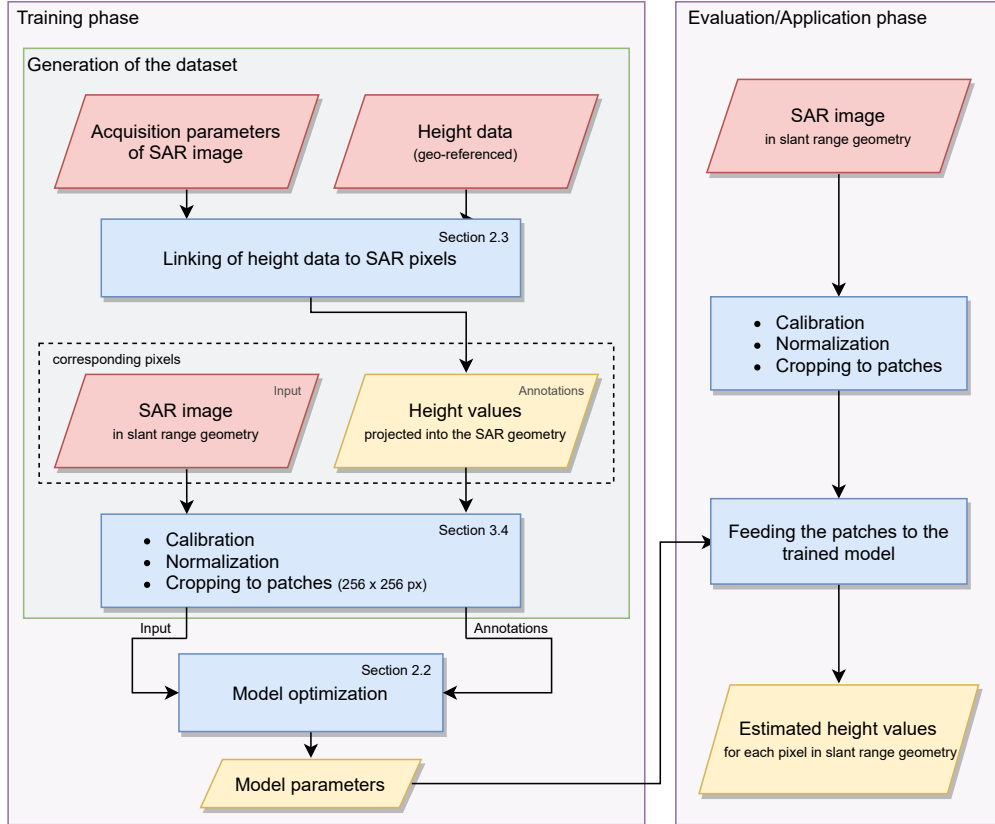 Training phase
Generation of the dataset
Acquisition parameters
of SAR image
Height data
(geo-referenced)
Section 2.3
Linking of height data to SAR pixels
corresponding pixels
Input
SAR image
in slant range geometry
Annotations
Height values
projected into the SAR geometry
Section 3.4
• Calibration
• Normalization
• Cropping to patches (256 x 256 px)
Input
Annotations
Section 2.2
Model optimization
Model parameters
Evaluation/Application phase
SAR image
in slant range geometry
• Calibration
• Normalization
• Cropping to patches
Feeding the patches to the
trained model
Estimated height values
for each pixel in slant range geometry